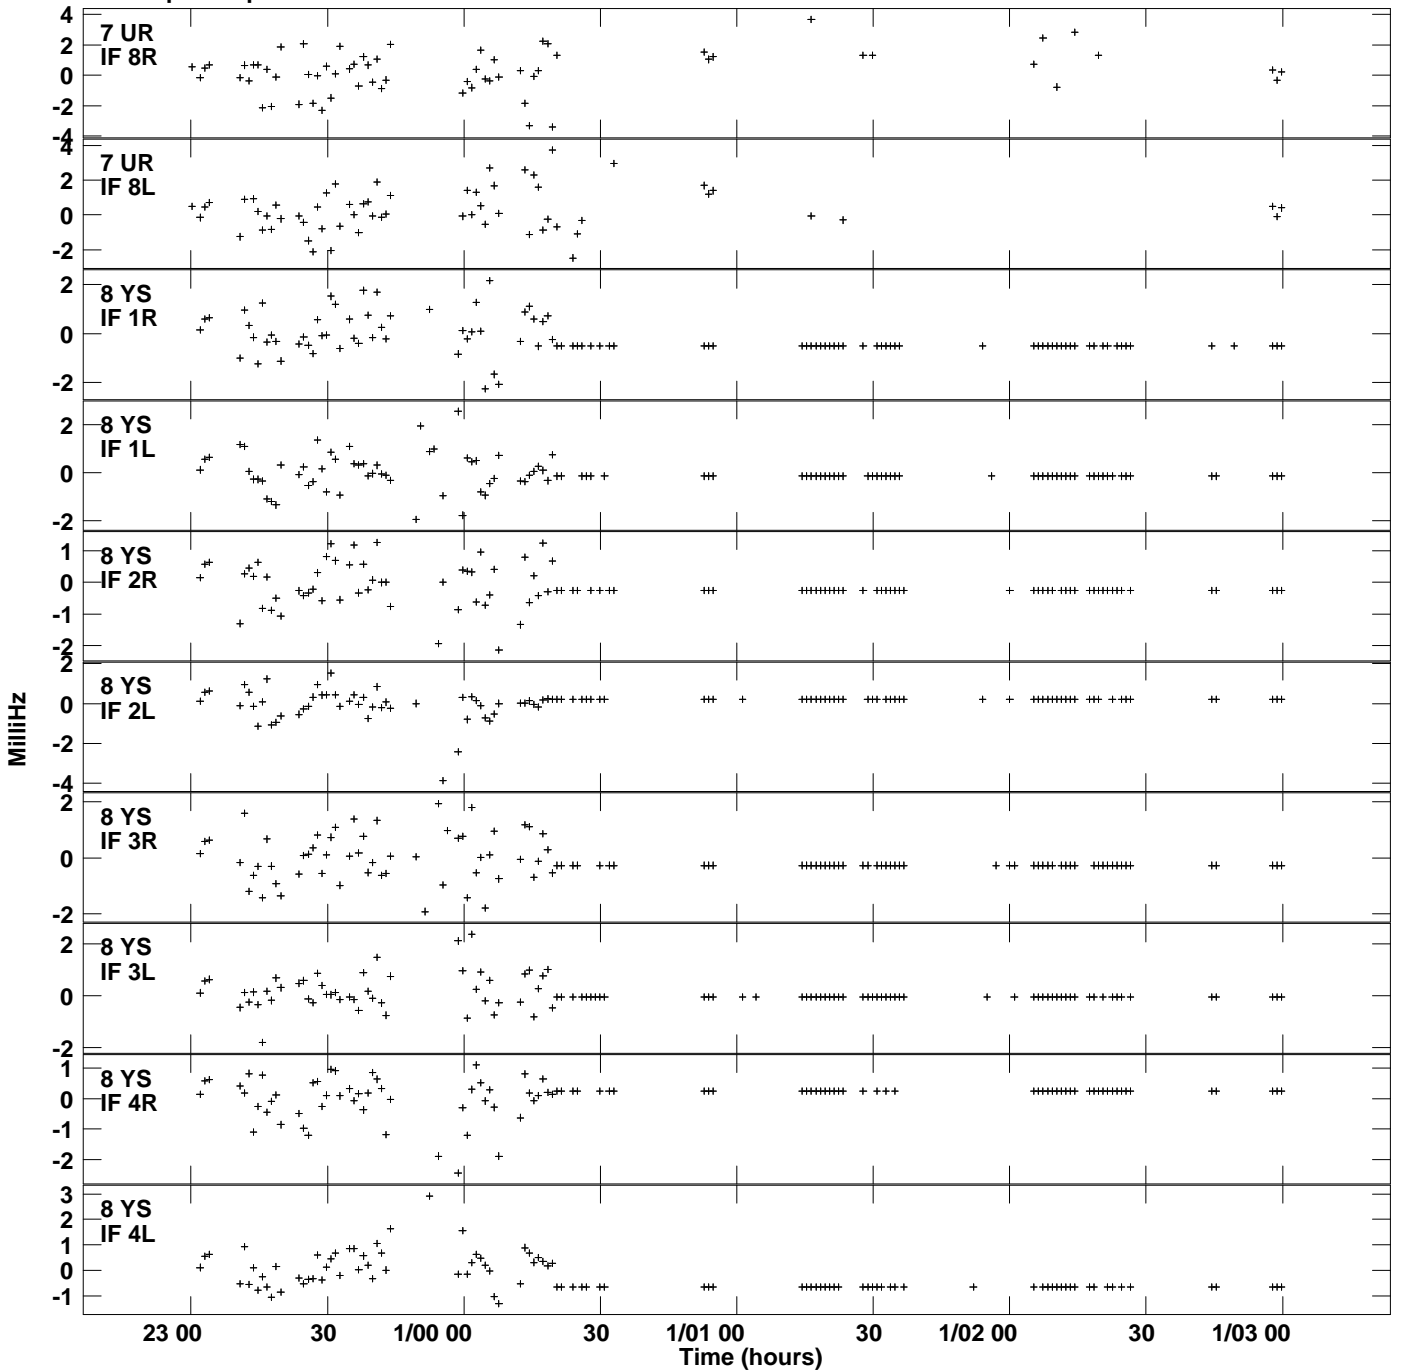 4
2
0
-2
-4
7 UR
IF 8R
4
2
0
-2
7 UR
IF 8L
2
0
-2
8 YS
IF 1R
2
0
-2
8 YS
IF 1L
1
0
-1
-2
8 YS
IF 2R
2
0
-2
-4
8 YS
IF 2L
2
0
-2
8 YS
IF 3R
2
0
-2
8 YS
IF 3L
1
0
-1
-2
8 YS
IF 4R
3
2
1
0
-1
8 YS
IF 4L
MilliHz
23 00 30 1/00 00 30 1/01 00 30 1/02 00 30 1/03 00
Time (hours)